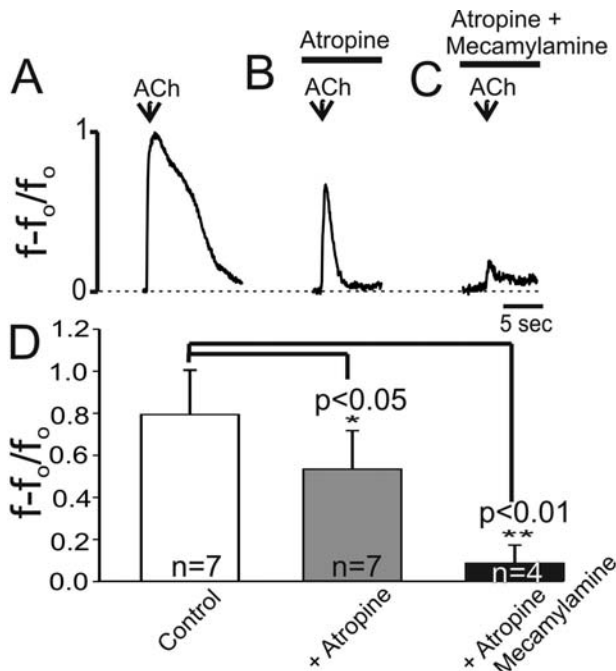 A
ACh
B
Atropine
ACh
C
Atropine +
Mecamylamine
ACh
f-fo/fo
1
0
5 sec
D
f-fo/fo
1.2
1.0
0.8
0.6
0.4
0.2
0.0
p<0.05
*
p<0.01
**
n=7
n=7
n=4
Control
+ Atropine
+ Atropine
Mecamylamine